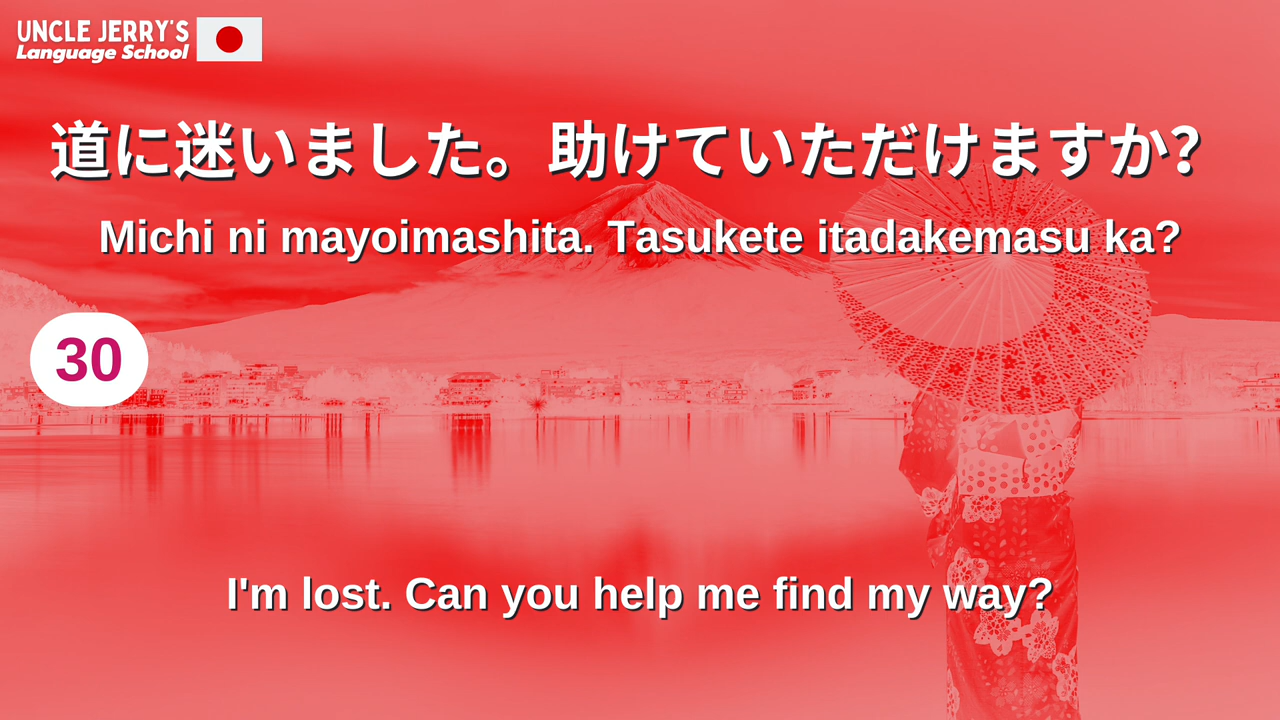 UNCLE JERRY'S
Language School
道に迷いました。助けていただけますか?
Michi ni mayoimashita. Tasukete itadakemasu ka?
30
I'm lost. Can you help me find my way?